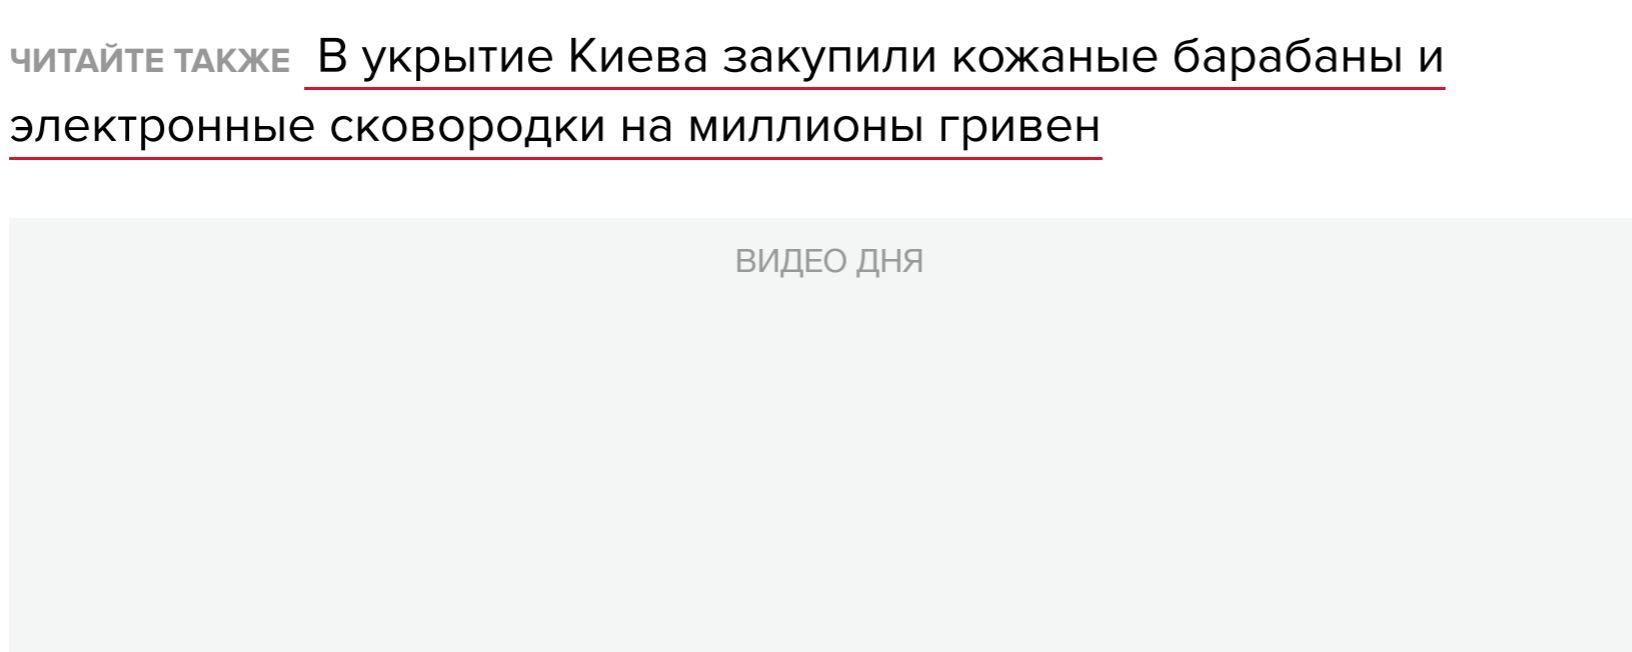 ЧИТАЙТЕ ТАКЖЕ В укрытие Киева закупили кожаные барабаны и
электронные сковородки на миллионы гривен
ВИДЕО ДНЯ